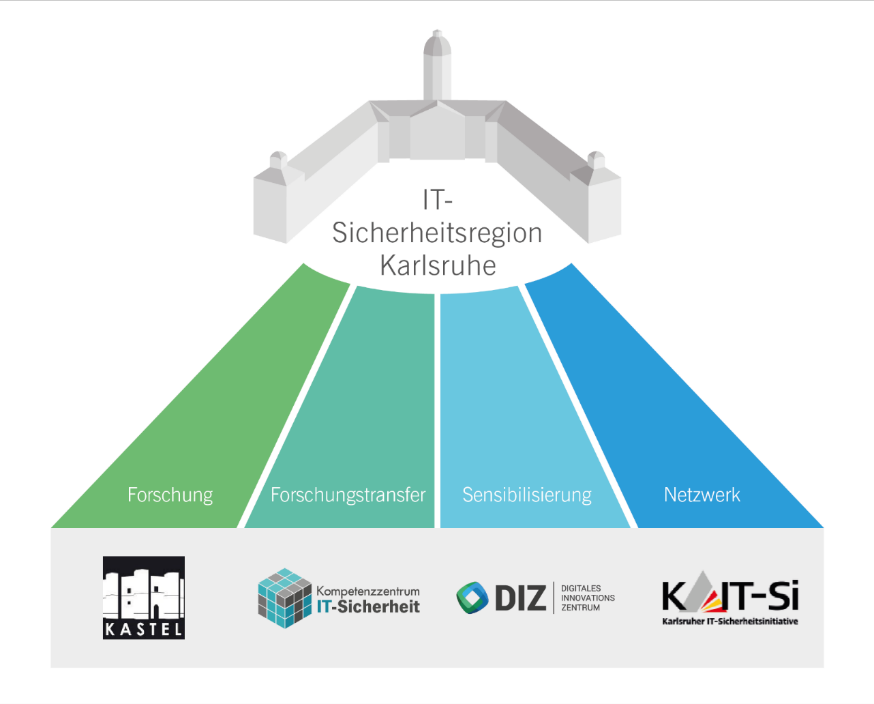 IT-
Sicherheitsregion
Karlsruhe
Forschung
Forschungstransfer
Sensibilisierung
Netzwerk
KASTEL
Kompetenzzentrum
IT-Sicherheit
DIZ
DIGITALES
INNOVATIONS
ZENTRUM
KAIT-Si
Karlsruher IT-Sicherheitsinitiative